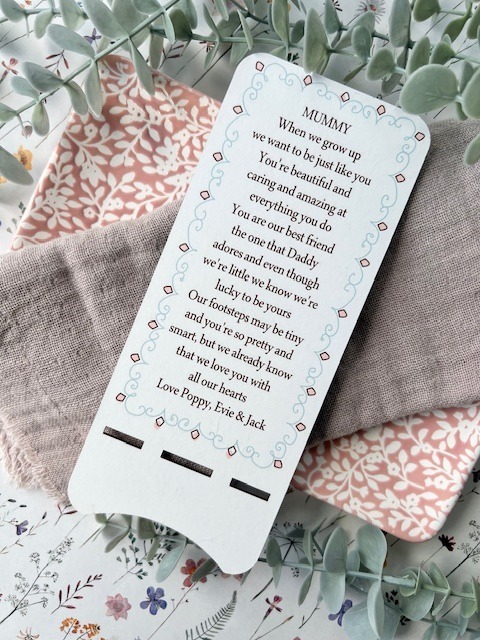 MUMMY
When we grow up
we want to be just like you
You're beautiful and
caring and amazing at
everything you do
You are our best friend
the one that Daddy
adores and even though
we're little we know we're
lucky to be yours
Our footsteps may be tiny
and you're so pretty and
smart, but we already know
that we love you with
all our hearts
Love Poppy, Evie & Jack